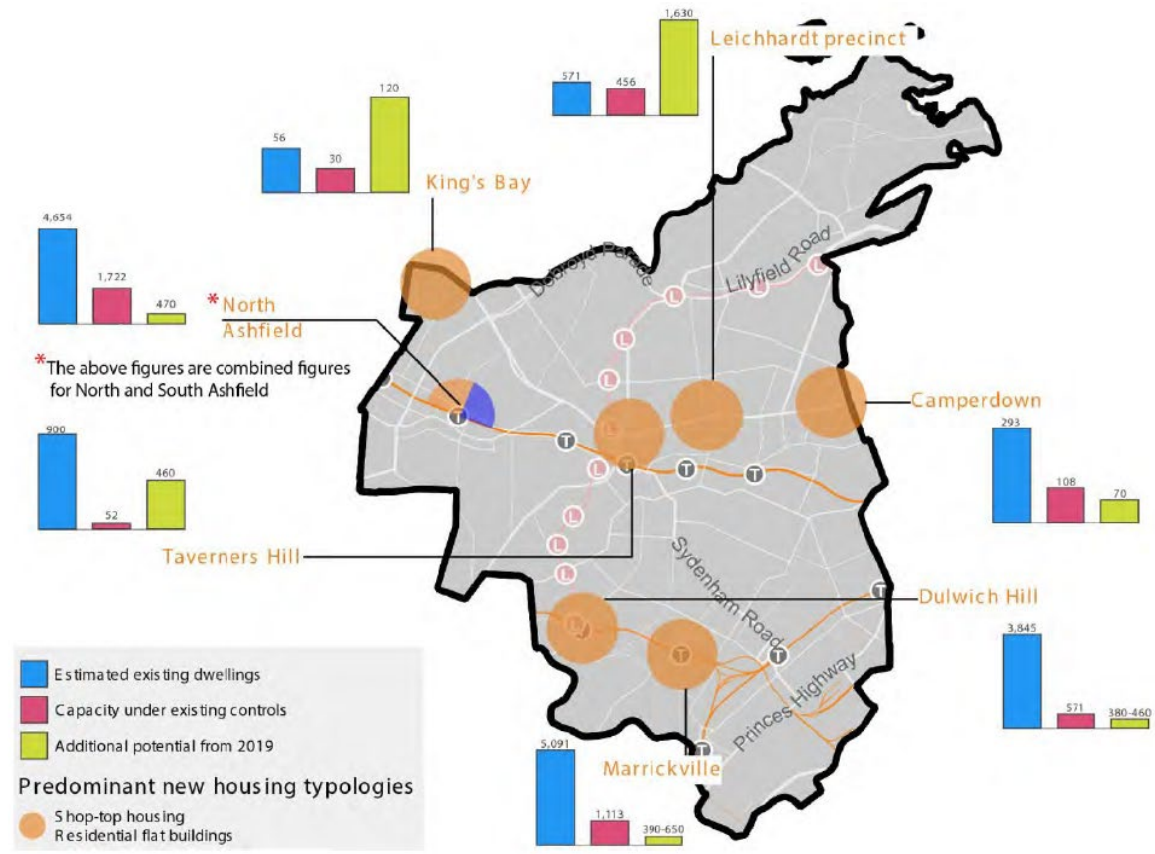 1,630
571
456
Leichhardt precinct
120
56
30
King's Bay
4,654
1,722
470
* North
Ashfield
*The above figures are combined figures
for North and South Ashfield
Dobroyd Parade
Lilyfield Road
L
L
L
L
L
L
L
L
L
L
L
T
T
T
T
T
T
T
T
T
Camperdown
293
108
70
900
52
460
Taverners Hill
Sydenham Road
Dulwich Hill
3,845
571
380-460
Princes Highway
Marrickville
5,091
1,113
390-650
Estimated existing dwellings
Capacity under existing controls
Additional potential from 2019
Predominant new housing typologies
Shop-top housing
Residential flat buildings